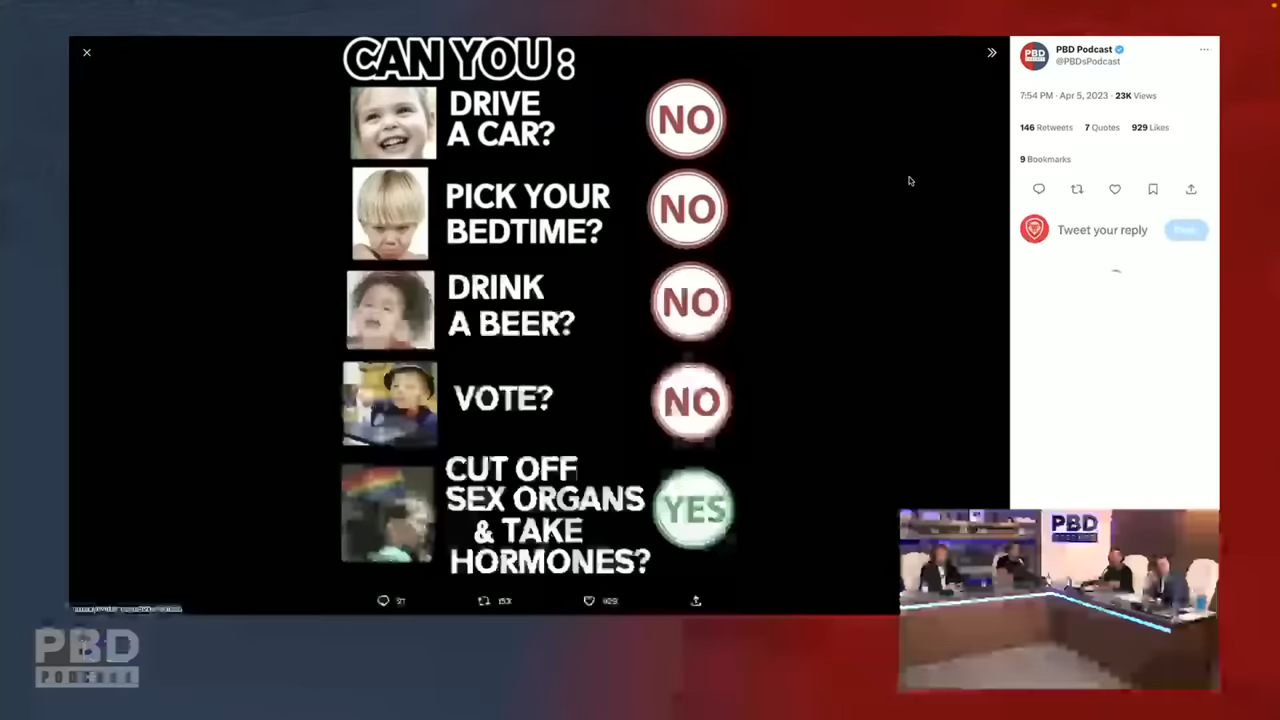 CAN YOU:
DRIVE
A CAR?
NO
PICK YOUR
BEDTIME?
NO
DRINK
A BEER?
NO
VOTE?
NO
CUT OFF
SEX ORGANS
& TAKE
HORMONES?
YES
929
PBD Podcast
@PBDsPodcast
7:54 PM · Apr 5, 2023 · 23K Views
146 Retweets 7 Quotes 929 Likes
9 Bookmarks
Tweet your reply
PBD
PBD
PODCAST